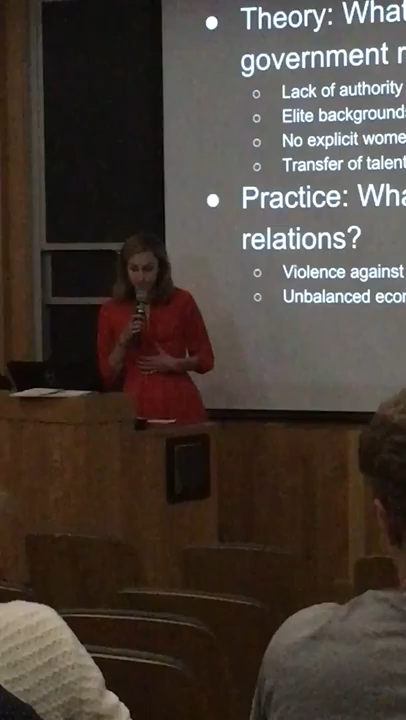 Theory: What
government r
Lack of authority
Elite background
No explicit wome
Transfer of talent
Practice: Wha
relations?
Violence against
Unbalanced econ